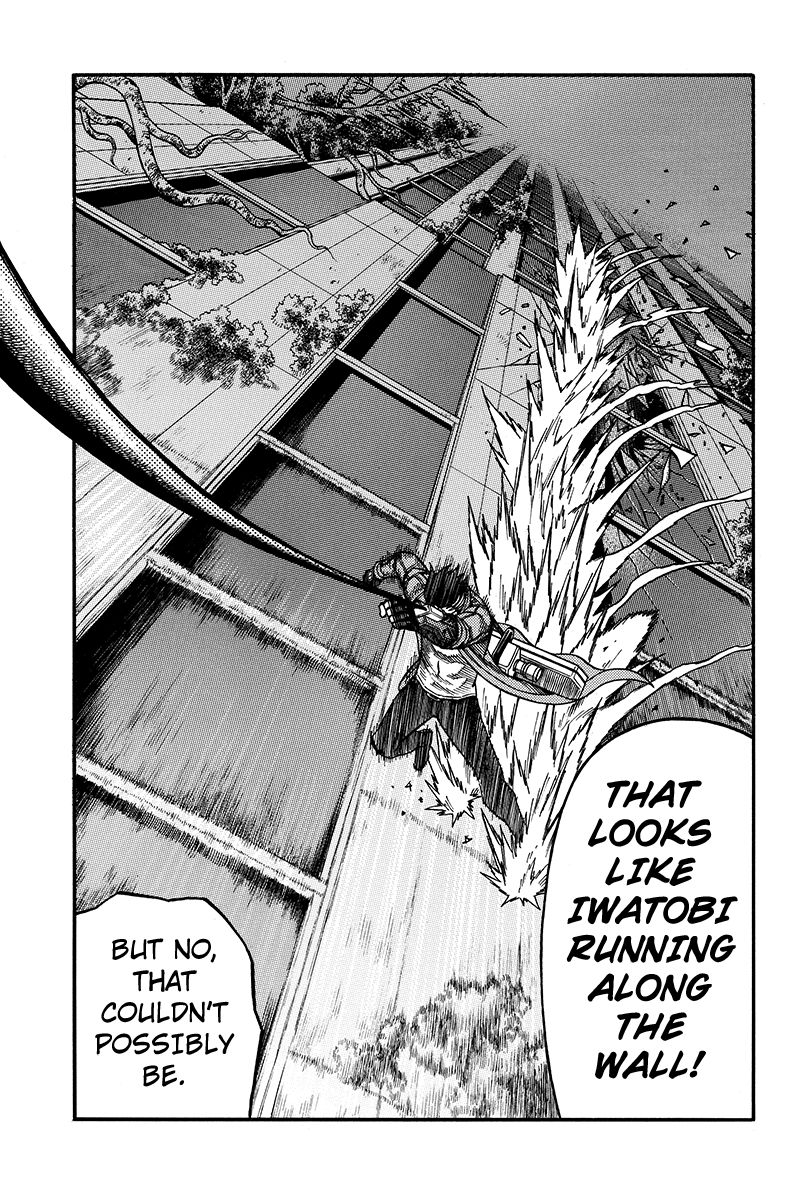 THAT
LOOKS
LIKE
IWATOBI
RUNNING
ALONG
THE
WALL!
BUT NO,
THAT
COULDN'T
POSSIBLY
BE.